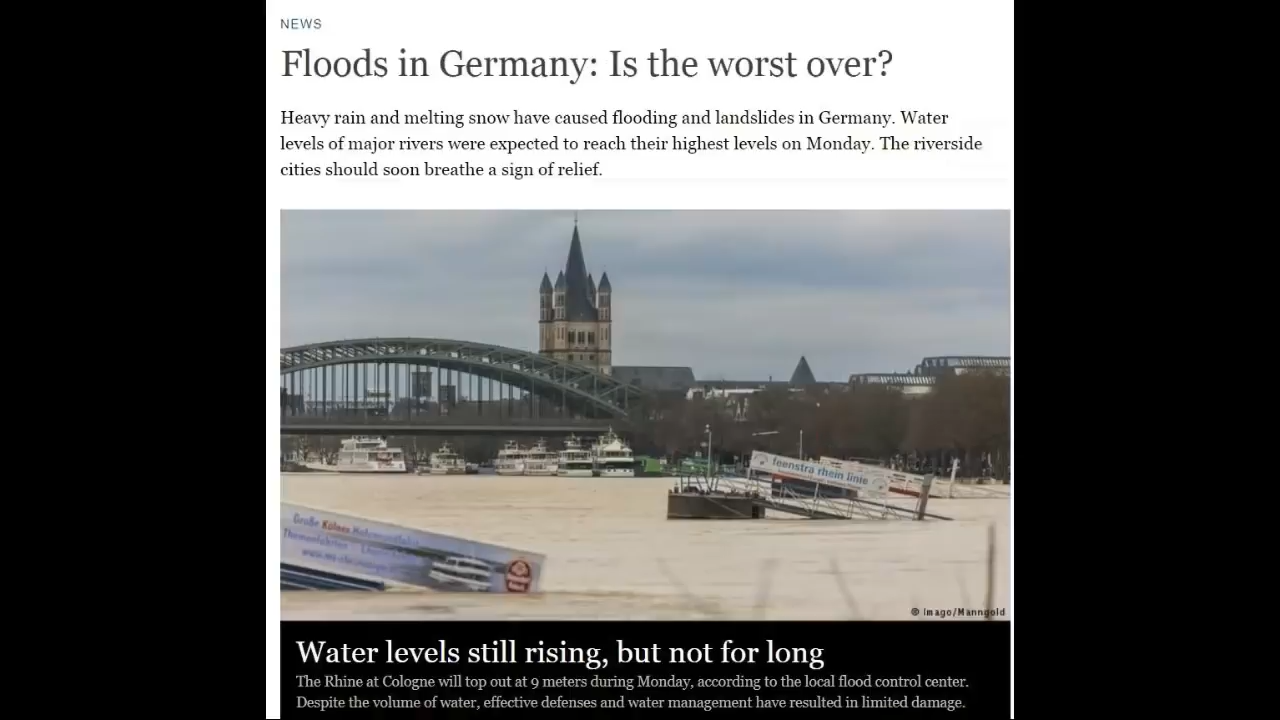 NEWS
Floods in Germany: Is the worst over?
Heavy rain and melting snow have caused flooding and landslides in Germany. Water
levels of major rivers were expected to reach their highest levels on Monday. The riverside
cities should soon breathe a sign of relief.
feenstra rhein linie
Große Kölner Hafenrundfahrt
Themenfahrten
© Imago/Manngold
Water levels still rising, but not for long
The Rhine at Cologne will top out at 9 meters during Monday, according to the local flood control center.
Despite the volume of water, effective defenses and water management have resulted in limited damage.